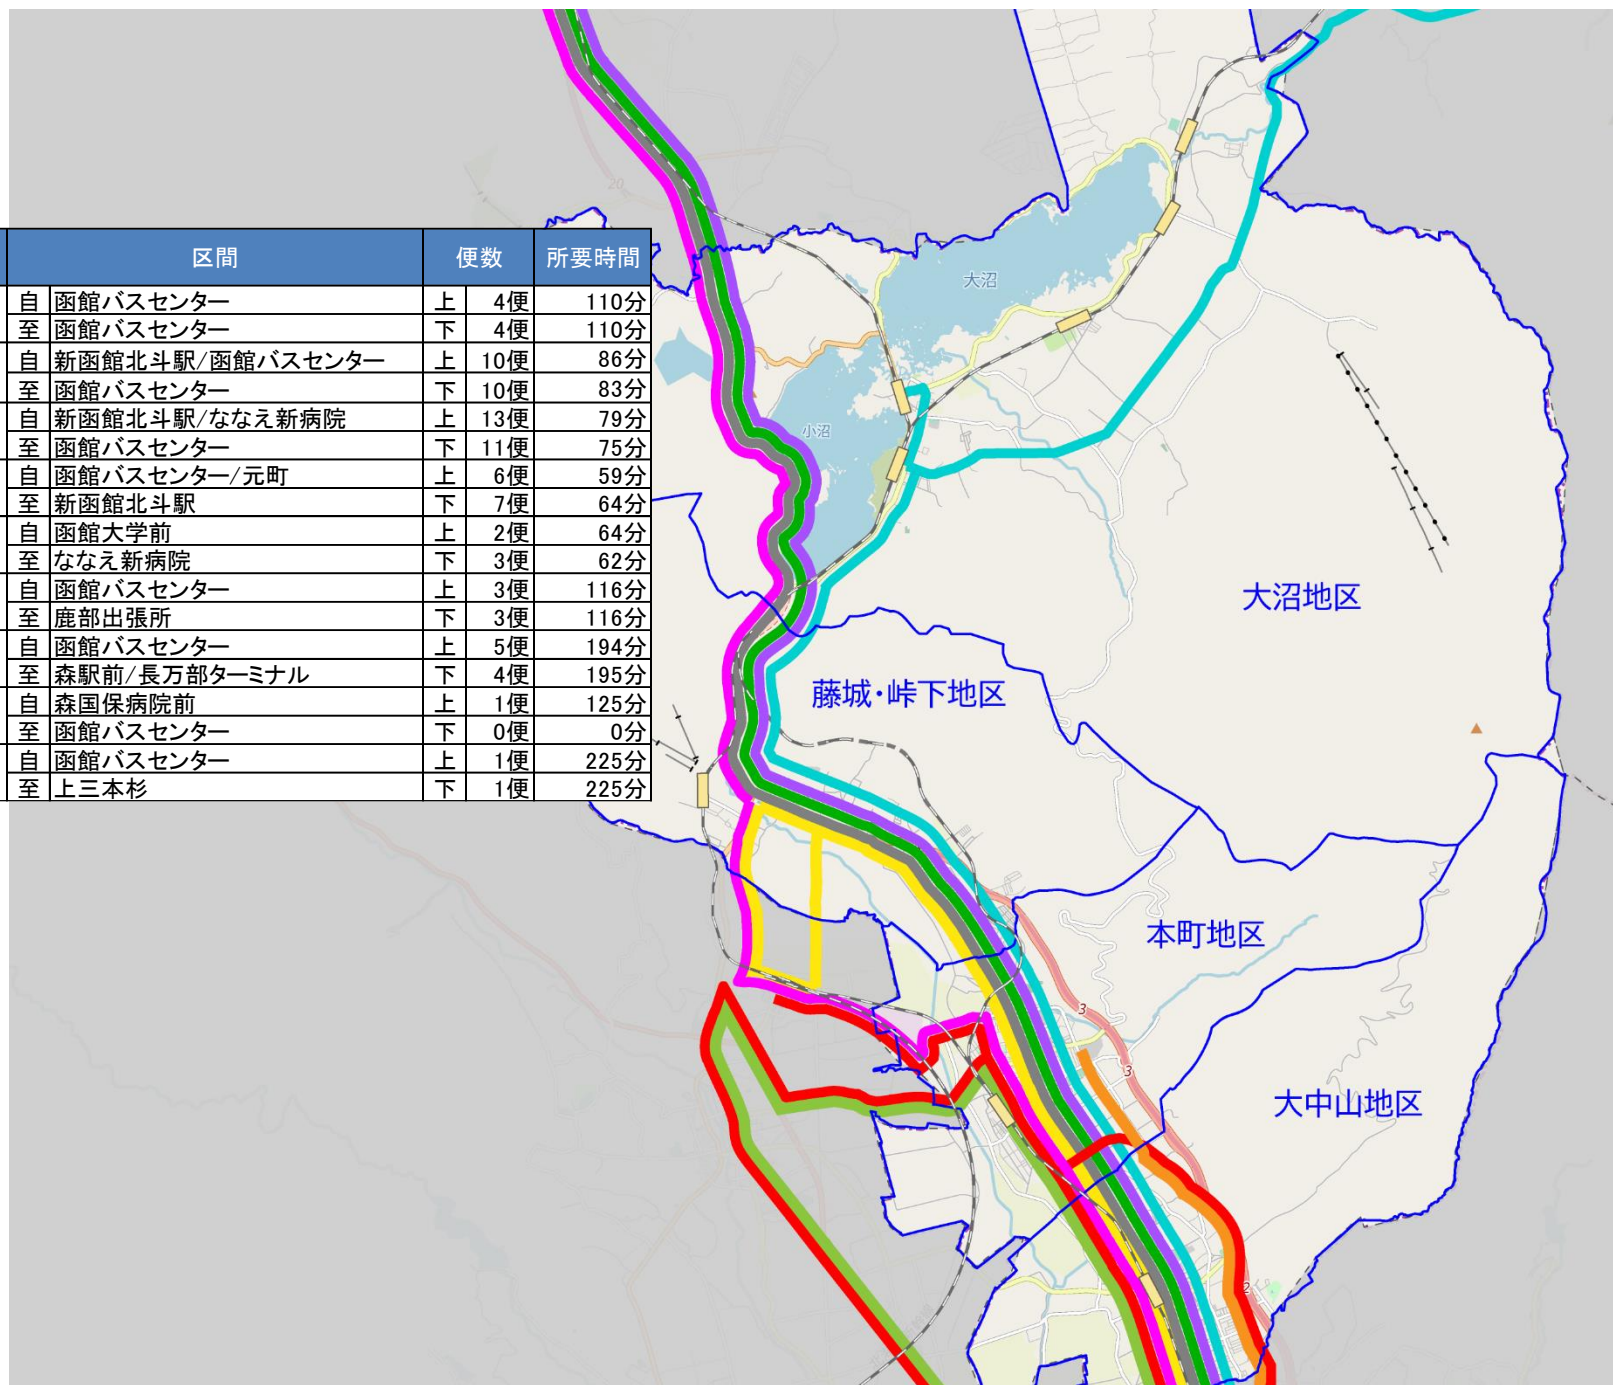 区間 便数 所要時間
自 函館バスセンター 上 4便 110分
至 函館バスセンター 下 4便 110分
自 新函館北斗駅/函館バスセンター 上 10便 86分
至 函館バスセンター 下 10便 83分
自 新函館北斗駅/ななえ新病院 上 13便 79分
至 函館バスセンター 下 11便 75分
自 函館バスセンター/元町 上 6便 59分
至 新函館北斗駅 下 7便 64分
自 函館大学前 上 2便 64分
至 ななえ新病院 下 3便 62分
自 函館バスセンター 上 3便 116分
至 鹿部出張所 下 3便 116分
自 函館バスセンター 上 5便 194分
至 森駅前/長万部ターミナル 下 4便 195分
自 森国保病院前 上 1便 125分
至 函館バスセンター 下 0便 0分
自 函館バスセンター 上 1便 225分
至 上三本杉 下 1便 225分
20
大沼
小沼
大沼地区
藤城・峠下地区
本町地区
3
3
大中山地区
2